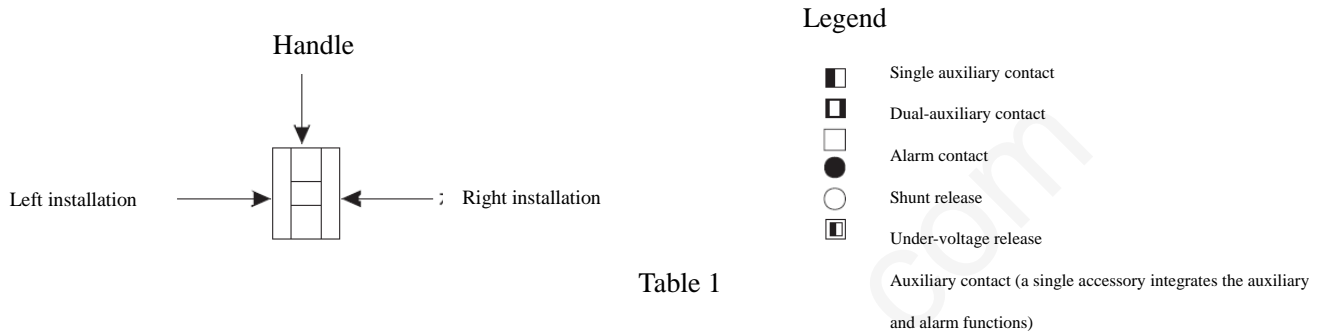 Legend
Handle
Single auxiliary contact
Dual-auxiliary contact
Alarm contact
Left installation
Right installation
Shunt release
Under-voltage release
Table 1
Auxiliary contact (a single accessory integrates the auxiliary
and alarm functions)
com